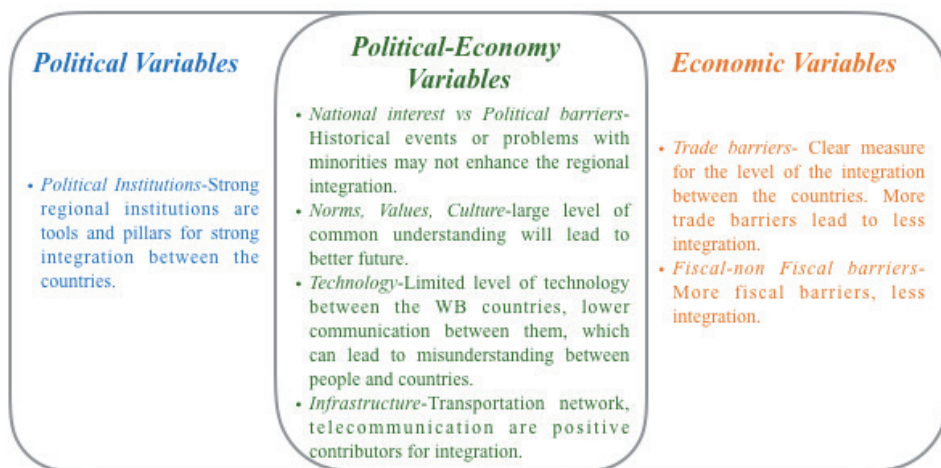 Political Variables
• Political Institutions-Strong
regional institutions are
tools and pillars for strong
integration between the
countries.
Political-Economy
Variables
• National interest vs Political barriers-
Historical events or problems with
minorities may not enhance the regional
integration.
• Norms, Values, Culture-large level of
common understanding will lead to
better future.
• Technology-Limited level of technology
between the WB countries, lower
communication between them, which
can lead to misunderstanding between
people and countries.
• Infrastructure-Transportation network,
telecommunication are positive
contributors for integration.
Economic Variables
• Trade barriers- Clear measure
for the level of the integration
between the countries. More
trade barriers lead to less
integration.
• Fiscal-non Fiscal barriers-
More fiscal barriers, less
integration.